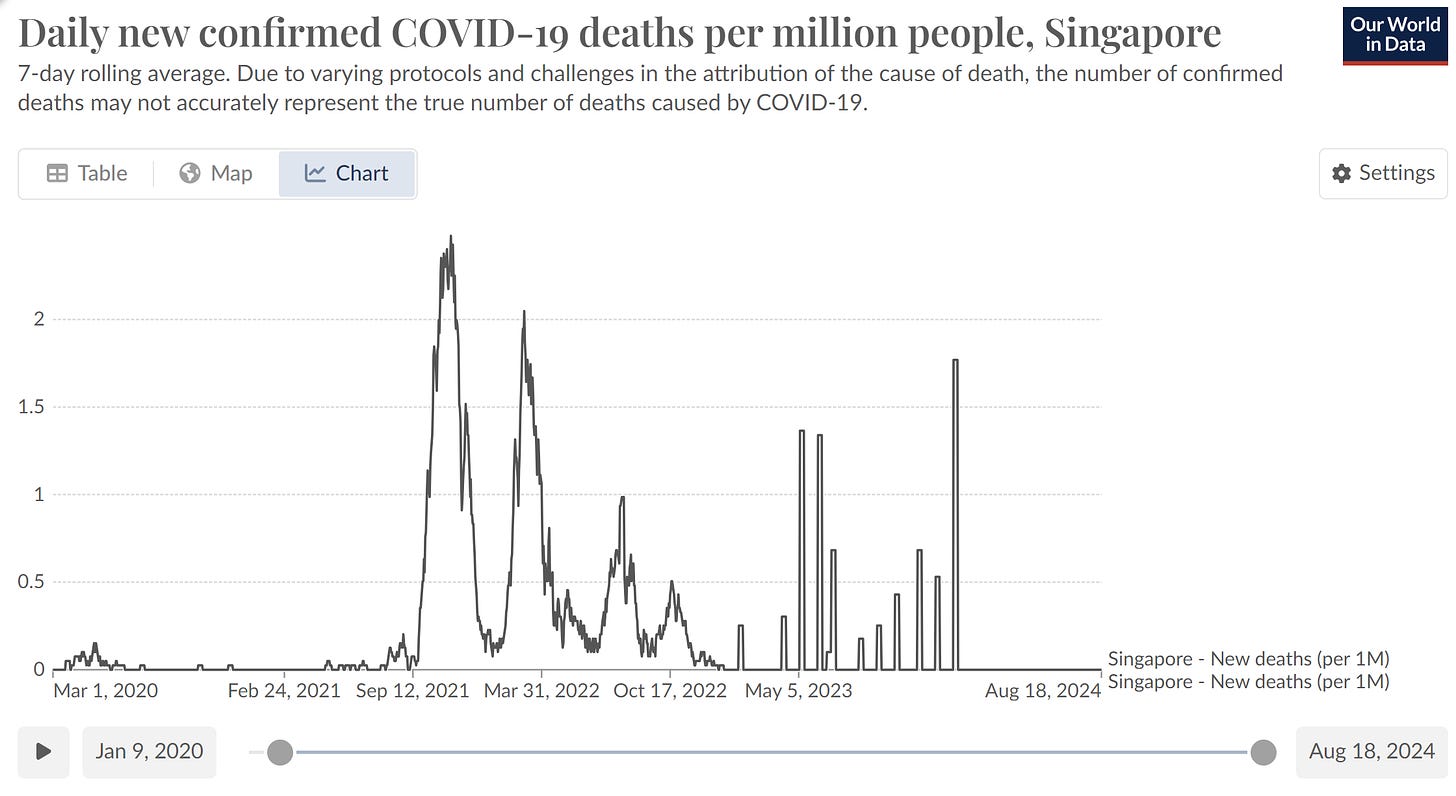 Daily new confirmed COVID-19 deaths per million people, Singapore
Our World
in Data
7-day rolling average. Due to varying protocols and challenges in the attribution of the cause of death, the number of confirmed
deaths may not accurately represent the true number of deaths caused by COVID-19.
Table
Map
Chart
Settings
2
1.5
1
0.5
0
Singapore - New deaths (per 1M)
Singapore - New deaths (per 1M)
Mar 1, 2020
Feb 24, 2021
Sep 12, 2021
Mar 31, 2022
Oct 17, 2022
May 5, 2023
Aug 18, 2024
Jan 9, 2020
Aug 18, 2024